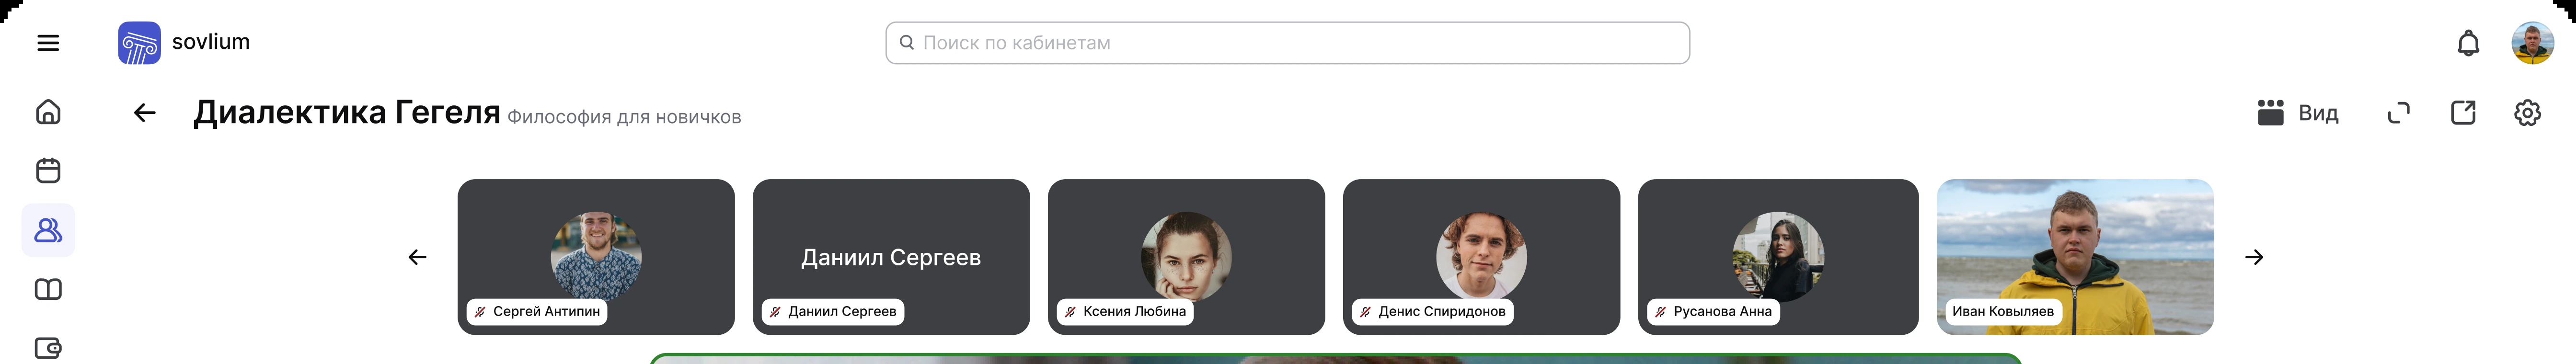 sovlium
Поиск по кабинетам
Диалектика Гегеля Философия для новичков
Вид
Даниил Сергеев
Сергей Антипин
Даниил Сергеев
Ксения Любина
Денис Спиридонов
Русанова Анна
Иван Ковыляев